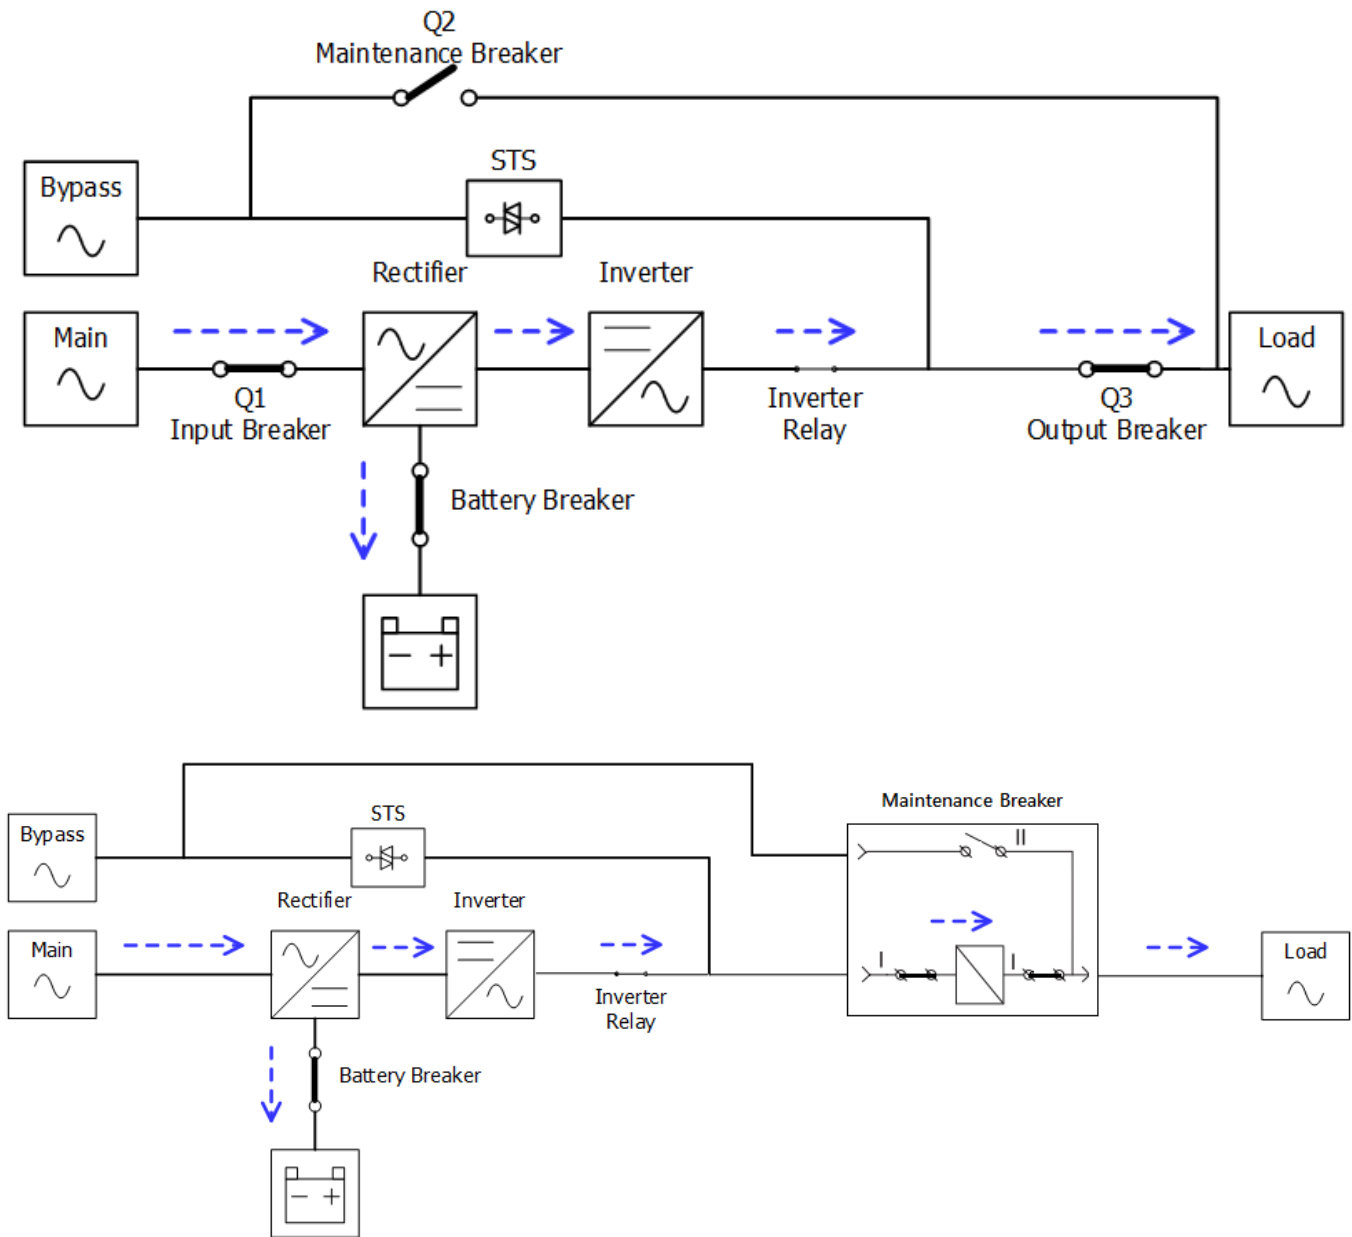 Q2
Maintenance Breaker
STS
Bypass
Rectifier
Inverter
Main
Load
Q1
Input Breaker
Inverter
Relay
Q3
Output Breaker
Battery Breaker
− +
Maintenance Breaker
STS
II
Bypass
Rectifier
Inverter
Main
I
I
Load
Inverter
Relay
Battery Breaker
− +